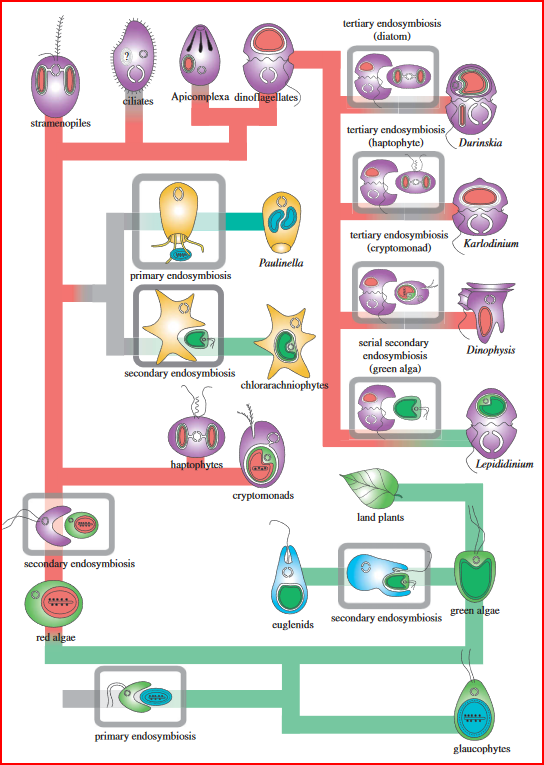 tertiary endosymbiosis
(diatom)
stramenopiles
ciliates
?
Apicomplexa
dinoflagellates
Durinskia
tertiary endosymbiosis
(haptophyte)
Karlodinium
primary endosymbiosis
Paulinella
tertiary endosymbiosis
(cryptomonad)
Dinophysis
secondary endosymbiosis
chlorarachniophytes
serial secondary
endosymbiosis
(green alga)
Lepididinium
haptophytes
cryptomonads
land plants
secondary endosymbiosis
red algae
euglenids
secondary endosymbiosis
green algae
primary endosymbiosis
glaucophytes